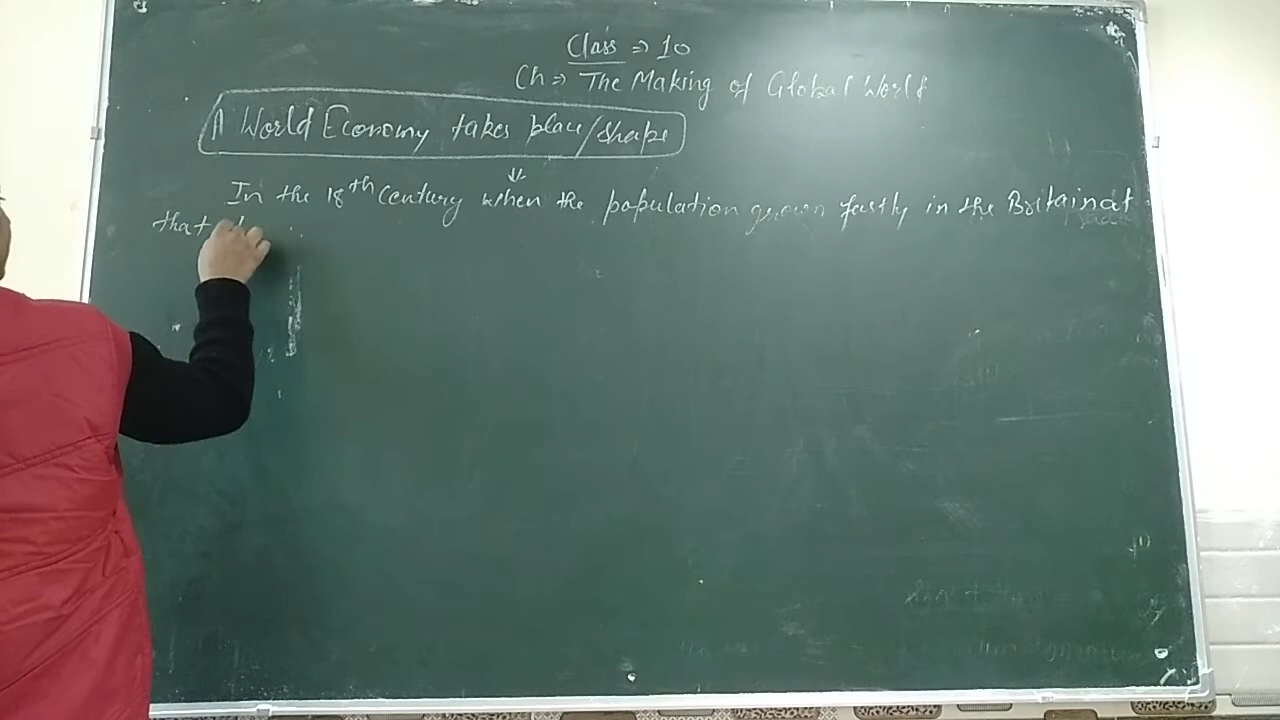 Class => 10
Ch => The Making of Global World
A World Economy takes place/shape
In the 18th Century when the population grown fastly in the Britain at
that